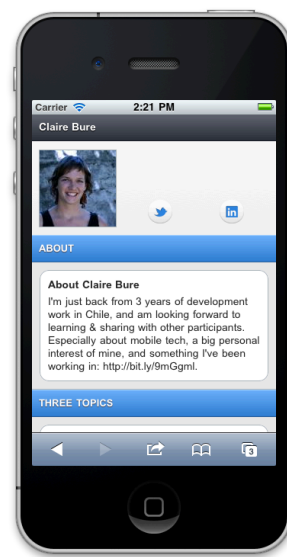 Carrier 2:21 PM
Claire Bure
in
ABOUT
About Claire Bure
I'm just back from 3 years of development
work in Chile, and am looking forward to
learning & sharing with other participants.
Especially about mobile tech, a big personal
interest of mine, and something I've been
working in: http://bit.ly/9mGgml.
THREE TOPICS
3